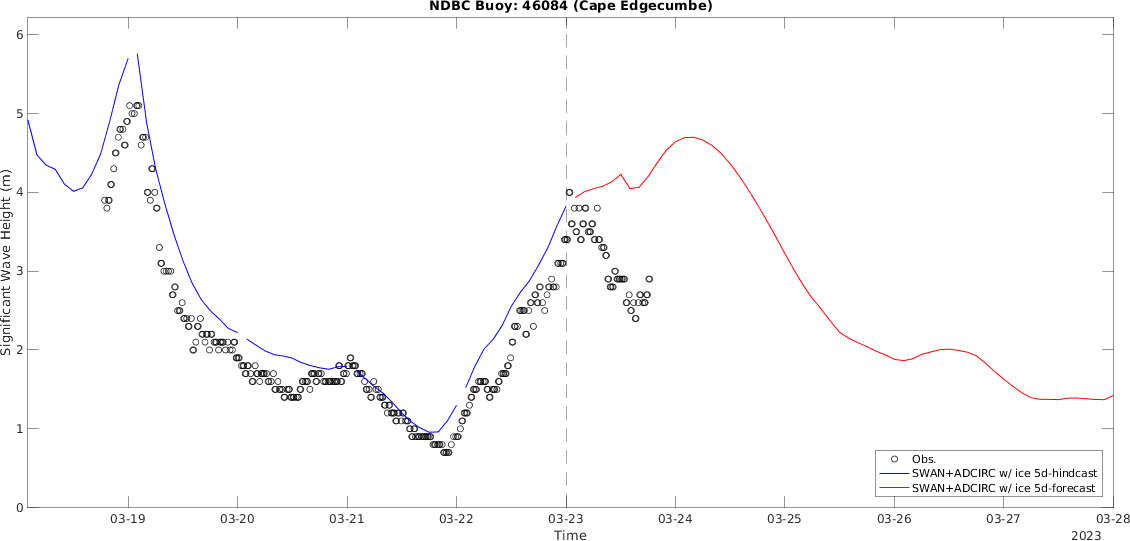 NDBC Buoy: 46084 (Cape Edgecumbe)
6
5
4
3
2
1
0
Significant Wave Height (m)
Obs.
SWAN+ADCIRC w/ ice 5d-hindcast
SWAN+ADCIRC w/ ice 5d-forecast
03-19 03-20 03-21 03-22 03-23 03-24 03-25 03-26 03-27 03-28
Time
2023